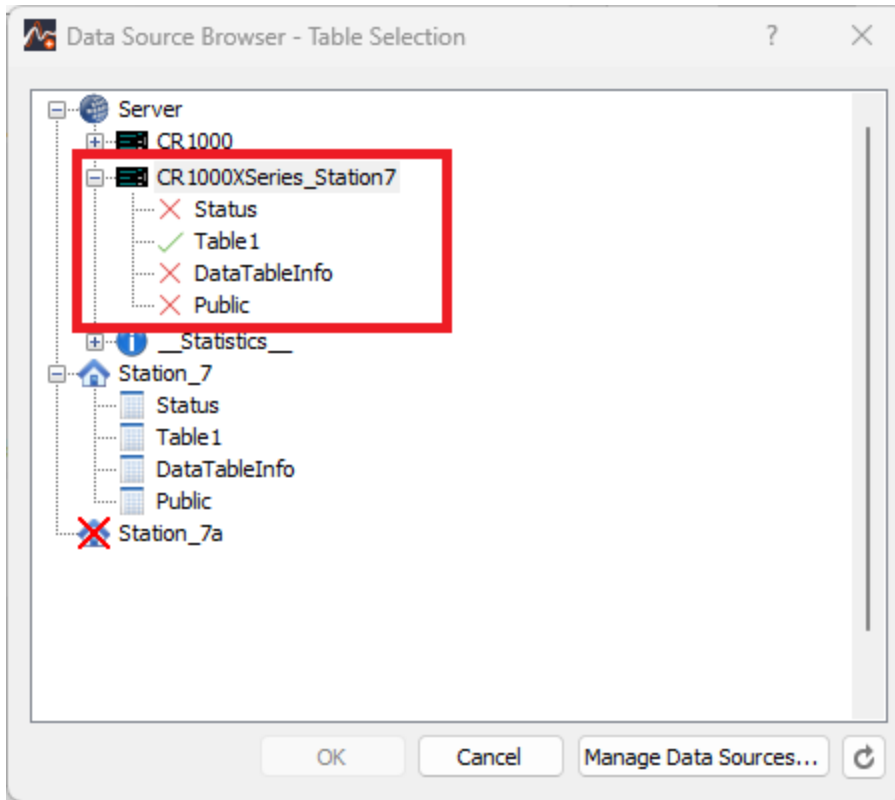 Data Source Browser - Table Selection
Server
CR1000
CR1000XSeries_Station7
Status
Table1
DataTableInfo
Public
__Statistics__
Station_7
Status
Table1
DataTableInfo
Public
Station_7a
OK
Cancel
Manage Data Sources...